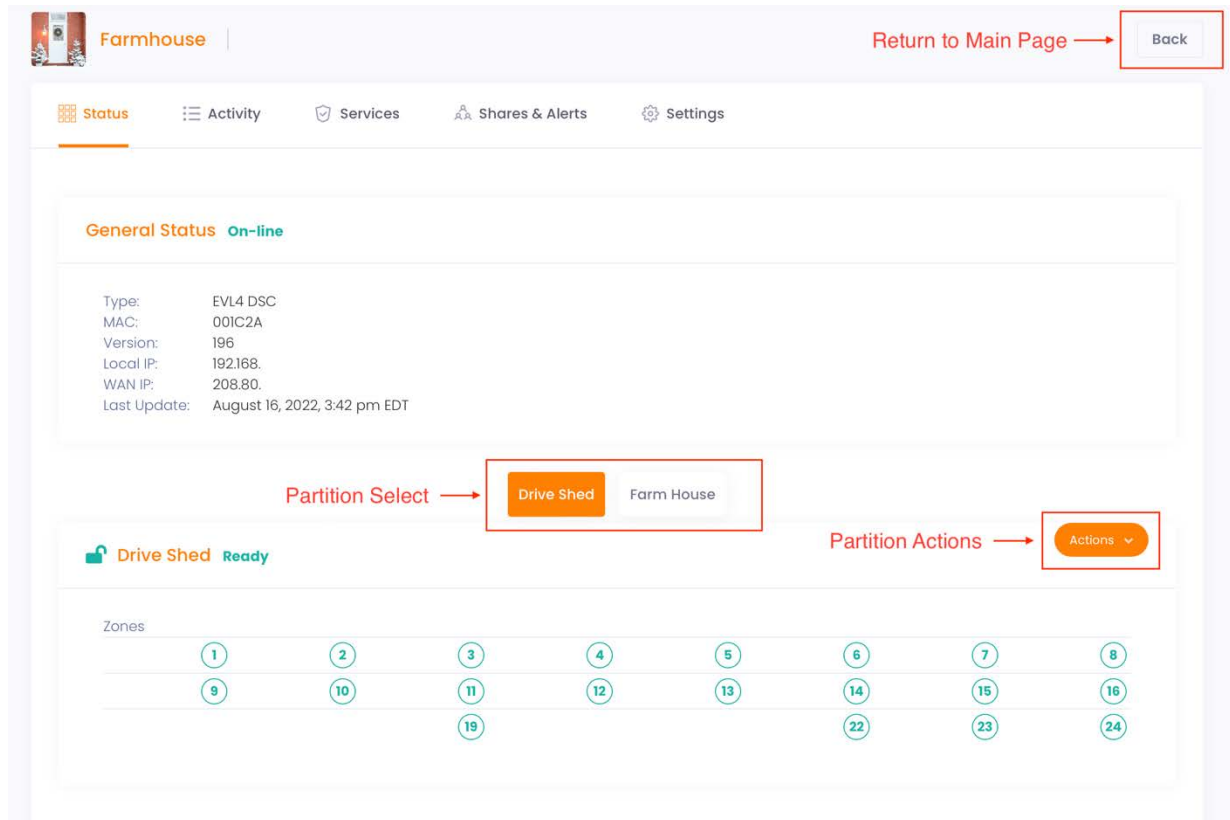 Farmhouse
Return to Main Page
Back
Status Activity Services Shares & Alerts Settings
General Status On-line
Type: EVL4 DSC
MAC: 001C2A
Version: 196
Local IP: 192.168.
WAN IP: 208.80.
Last Update: August 16, 2022, 3:42 pm EDT
Partition Select
Drive Shed Farm House
Drive Shed Ready
Partition Actions
Actions
Zones
1 2 3 4 5 6 7 8
9 10 11 12 13 14 15 16
19 22 23 24